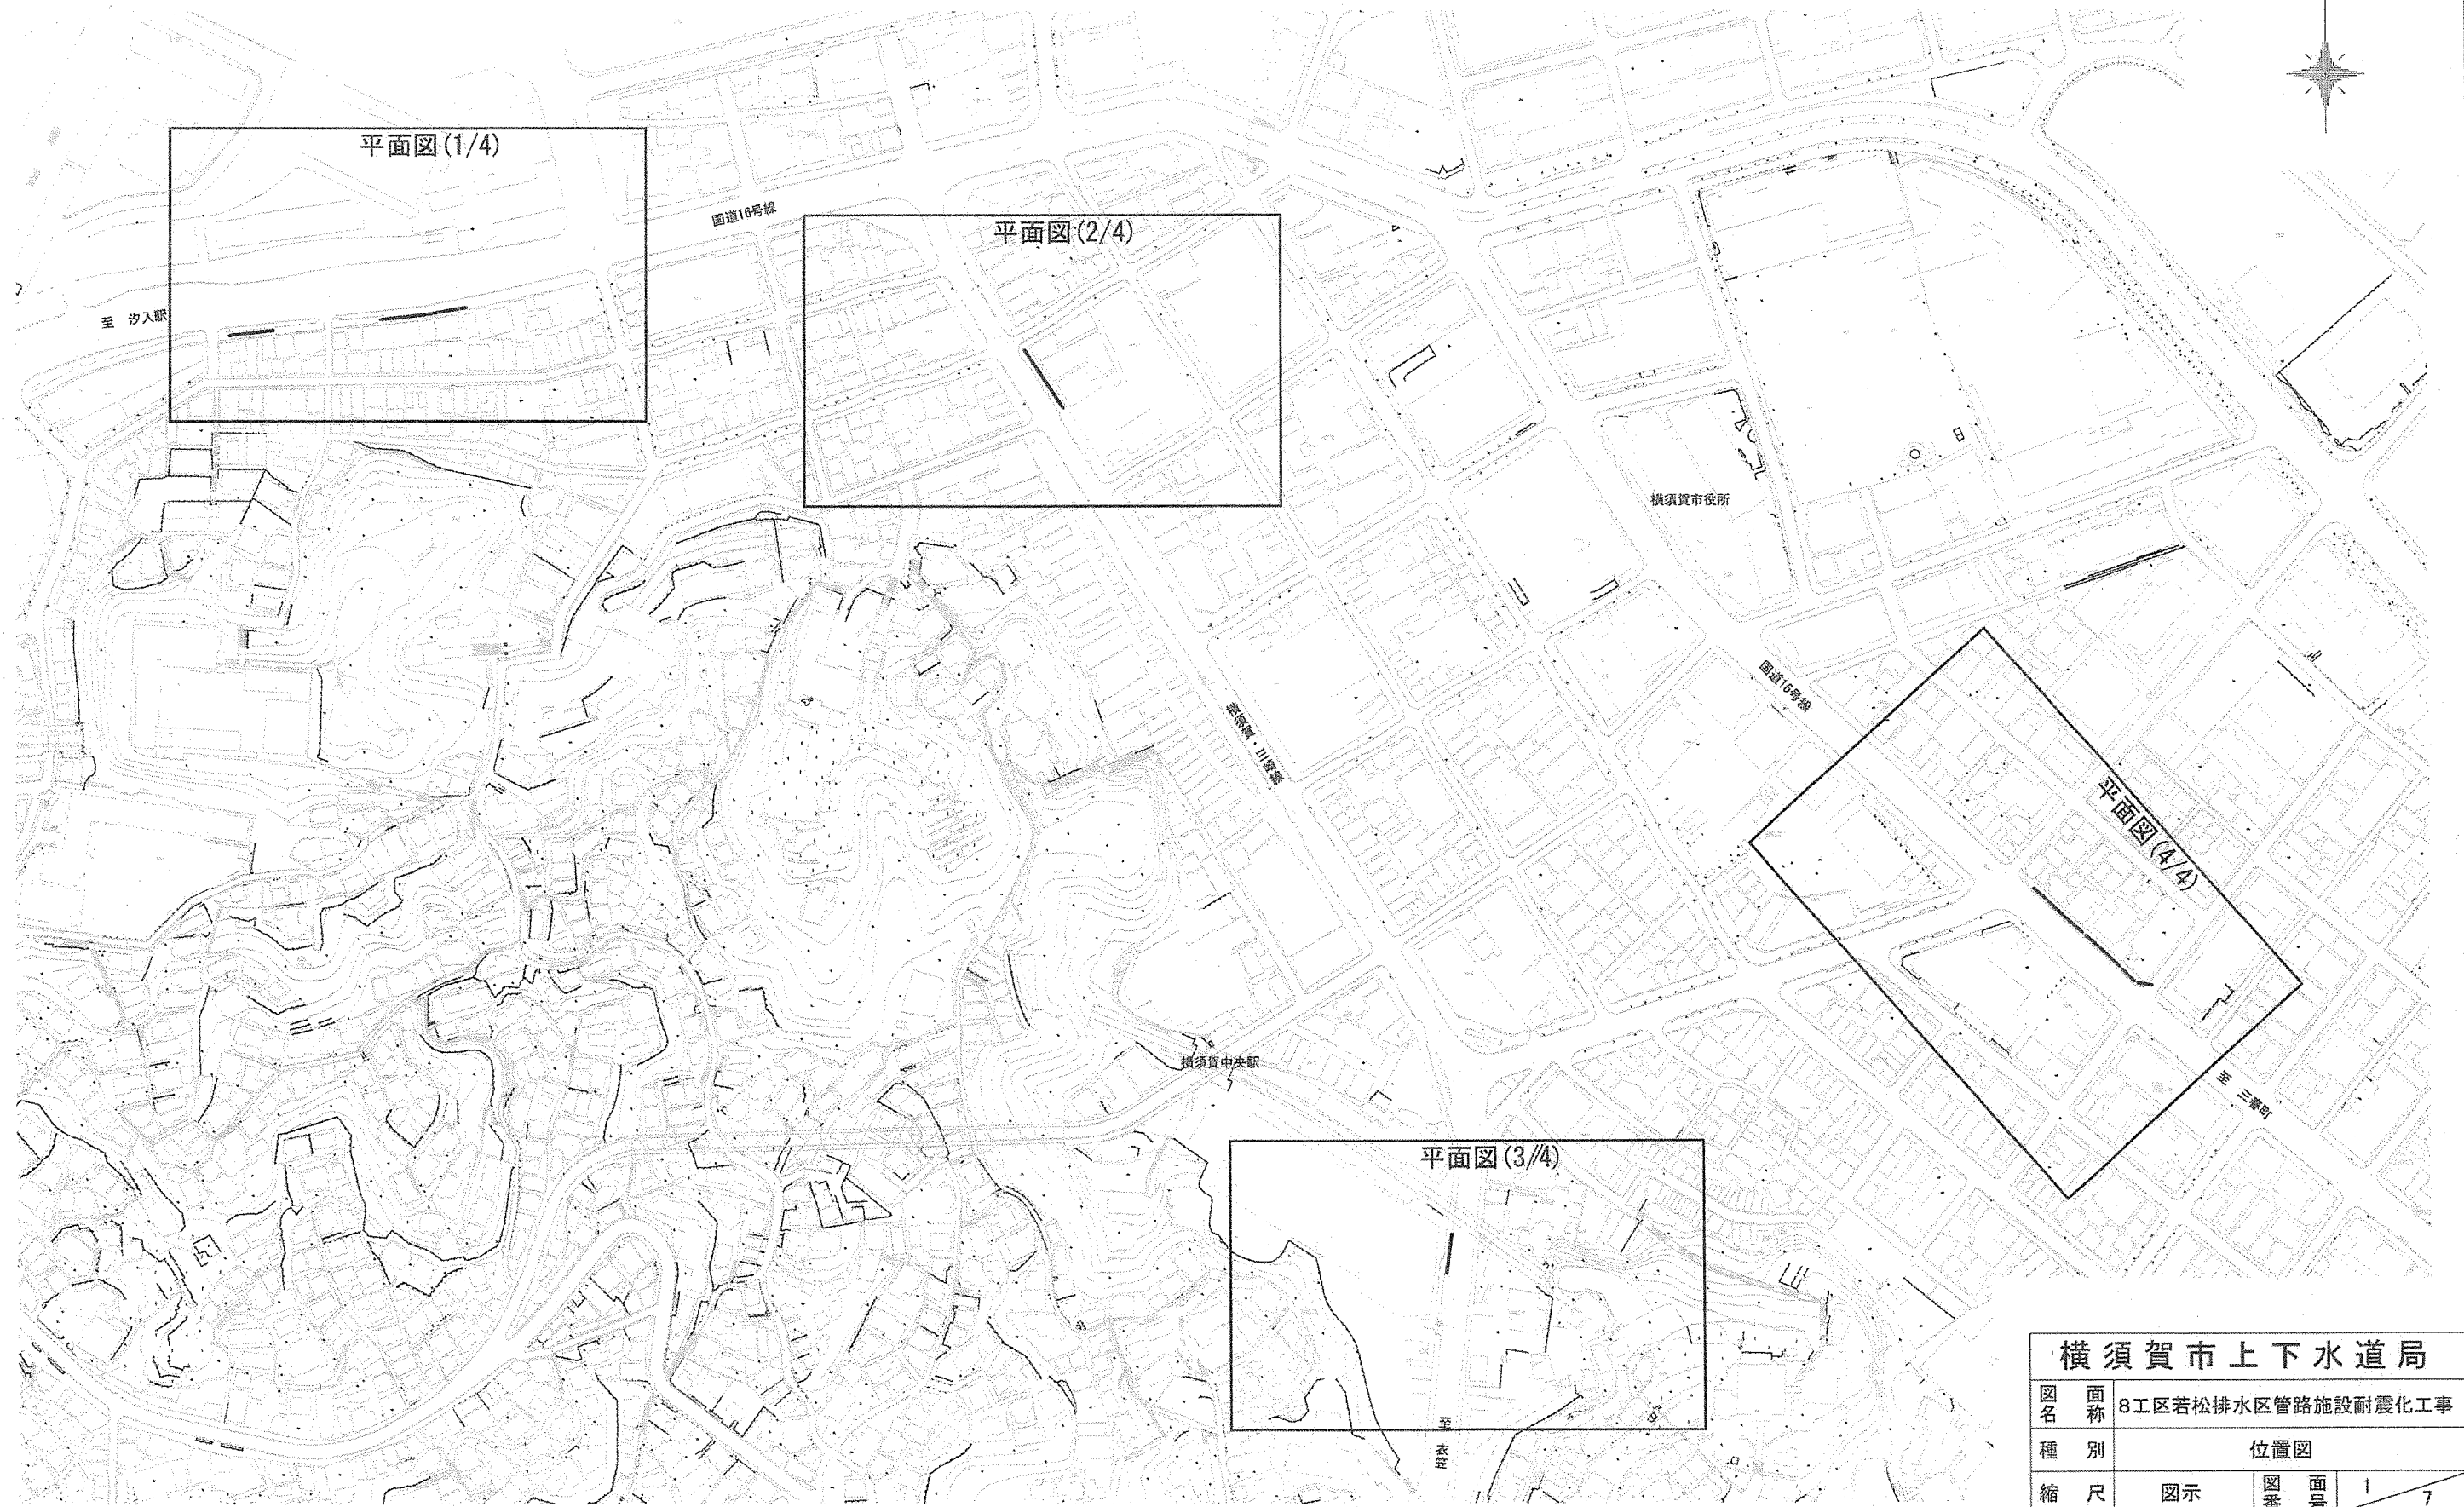 平面図(1/4)
国道16号線
平面図(2/4)
至 汐入駅
横須賀市役所
国道16号線
横須賀・三崎線
平面図(4/4)
横須賀中央駅
至 三春町
平面図(3/4)
至 衣笠
横須賀市上下水道局
図面名称 8工区若松排水区管路施設耐震化工事
種別 位置図
縮尺 図示 図面番号 1/7